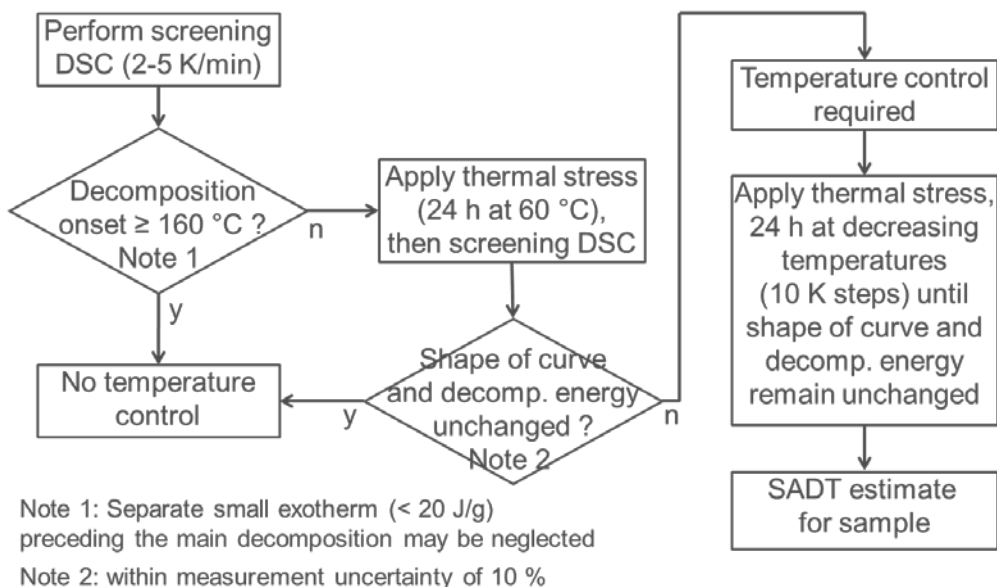 Perform screening
DSC (2-5 K/min)
Decomposition
onset ≥ 160 °C ?
Note 1
n
y
No temperature
control
Apply thermal stress
(24 h at 60 °C),
then screening DSC
Shape of curve
and decomp. energy
unchanged ?
Note 2
y
n
Temperature control
required
Apply thermal stress,
24 h at decreasing
temperatures
(10 K steps) until
shape of curve and
decomp. energy
remain unchanged
SADT estimate
for sample
Note 1: Separate small exotherm (< 20 J/g)
preceding the main decomposition may be neglected
Note 2: within measurement uncertainty of 10 %